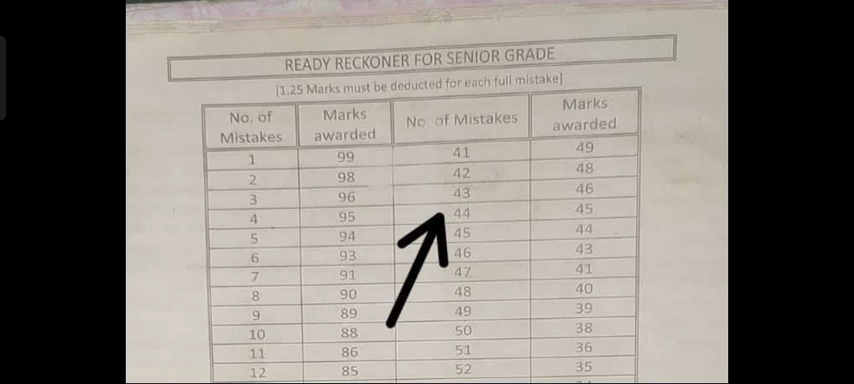 READY RECKONER FOR SENIOR GRADE
[1.25 Marks must be deducted for each full mistake]
No. of Mistakes Marks awarded No. of Mistakes Marks awarded
1 99 41 49
2 98 42 48
3 96 43 46
4 95 44 45
5 94 45 44
6 93 46 43
7 91 47 41
8 90 48 40
9 89 49 39
10 88 50 38
11 86 51 36
12 85 52 35